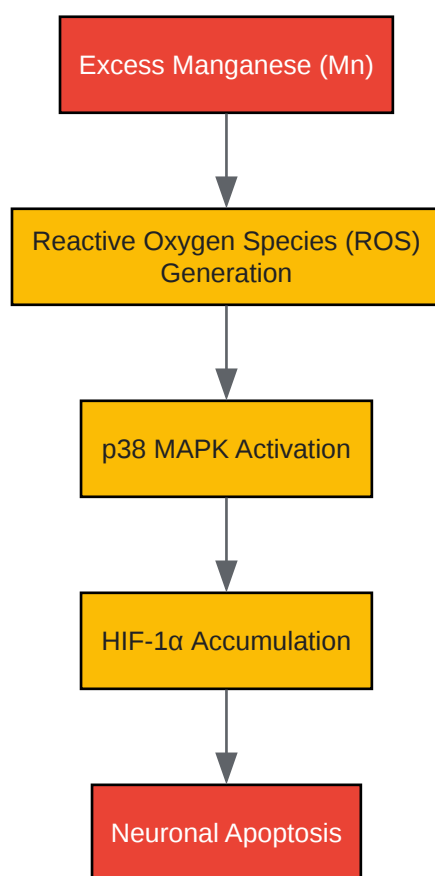 Excess Manganese (Mn)
Reactive Oxygen Species (ROS)
Generation
p38 MAPK Activation
HIF-1α Accumulation
Neuronal Apoptosis